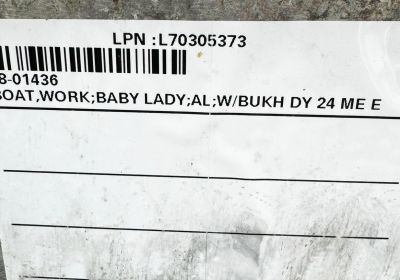 LPN :L70305373
8-01436
BOAT,WORK;BABY LADY;AL;W/BUKH DY 24 ME E